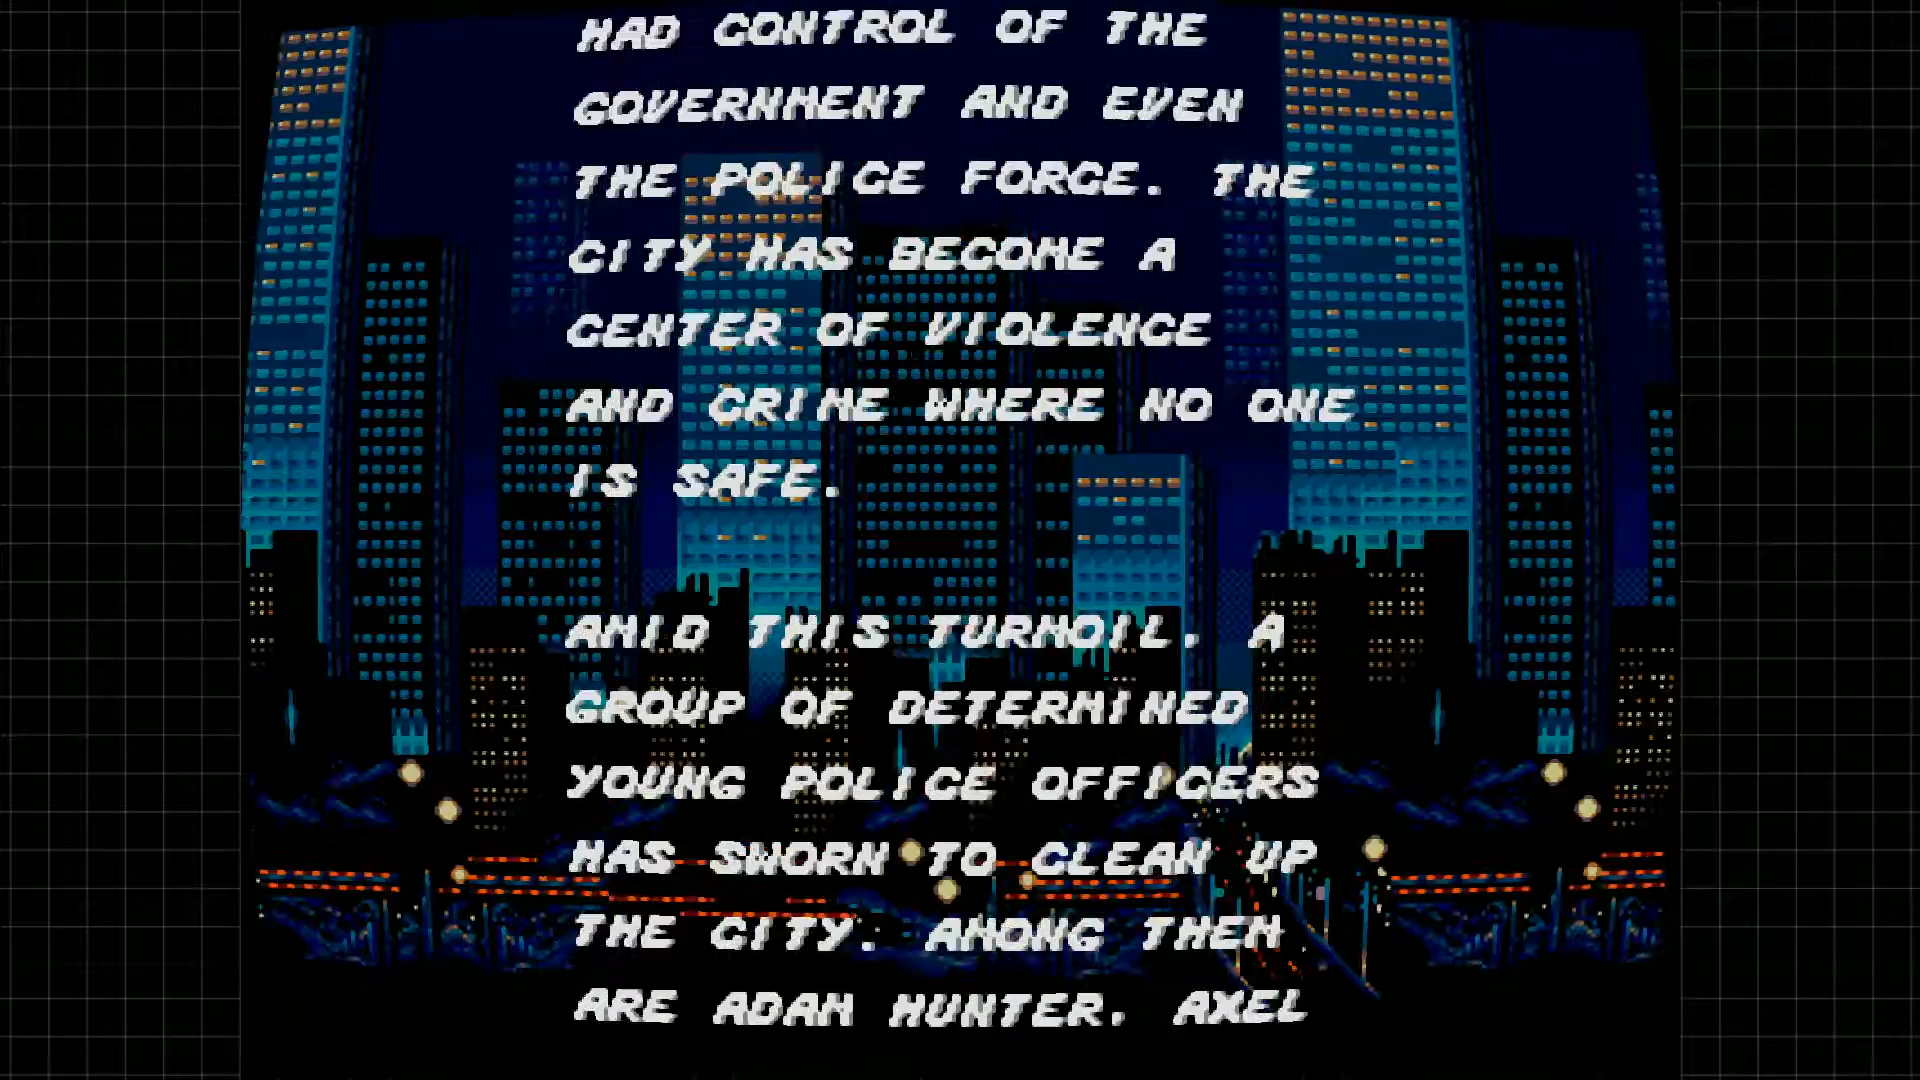 HAD CONTROL OF THE
GOVERNMENT AND EVEN
THE POLICE FORCE. THE
CITY HAS BECOME A
CENTER OF VIOLENCE
AND CRIME WHERE NO ONE
IS SAFE.
AMID THIS TURMOIL, A
GROUP OF DETERMINED
YOUNG POLICE OFFICERS
HAS SWORN TO CLEAN UP
THE CITY. AMONG THEM
ARE ADAM HUNTER, AXEL